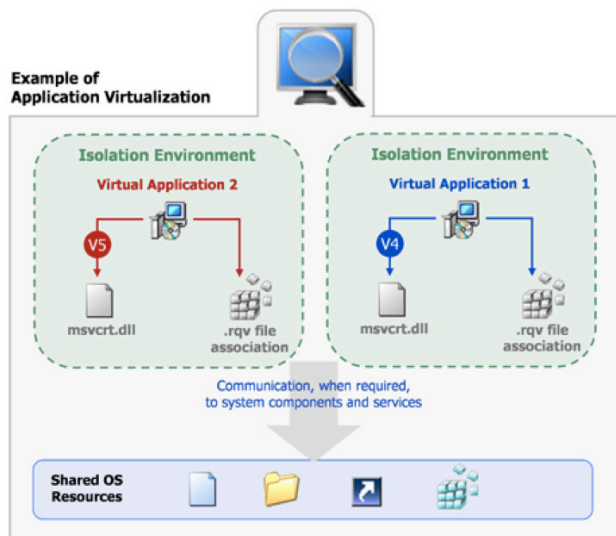 Example of
Application Virtualization
Isolation Environment
Virtual Application 2
V5
msvcrt.dll
.rqv file
association
Isolation Environment
Virtual Application 1
V4
msvcrt.dll
.rqv file
association
Communication, when required,
to system components and services
Shared OS
Resources